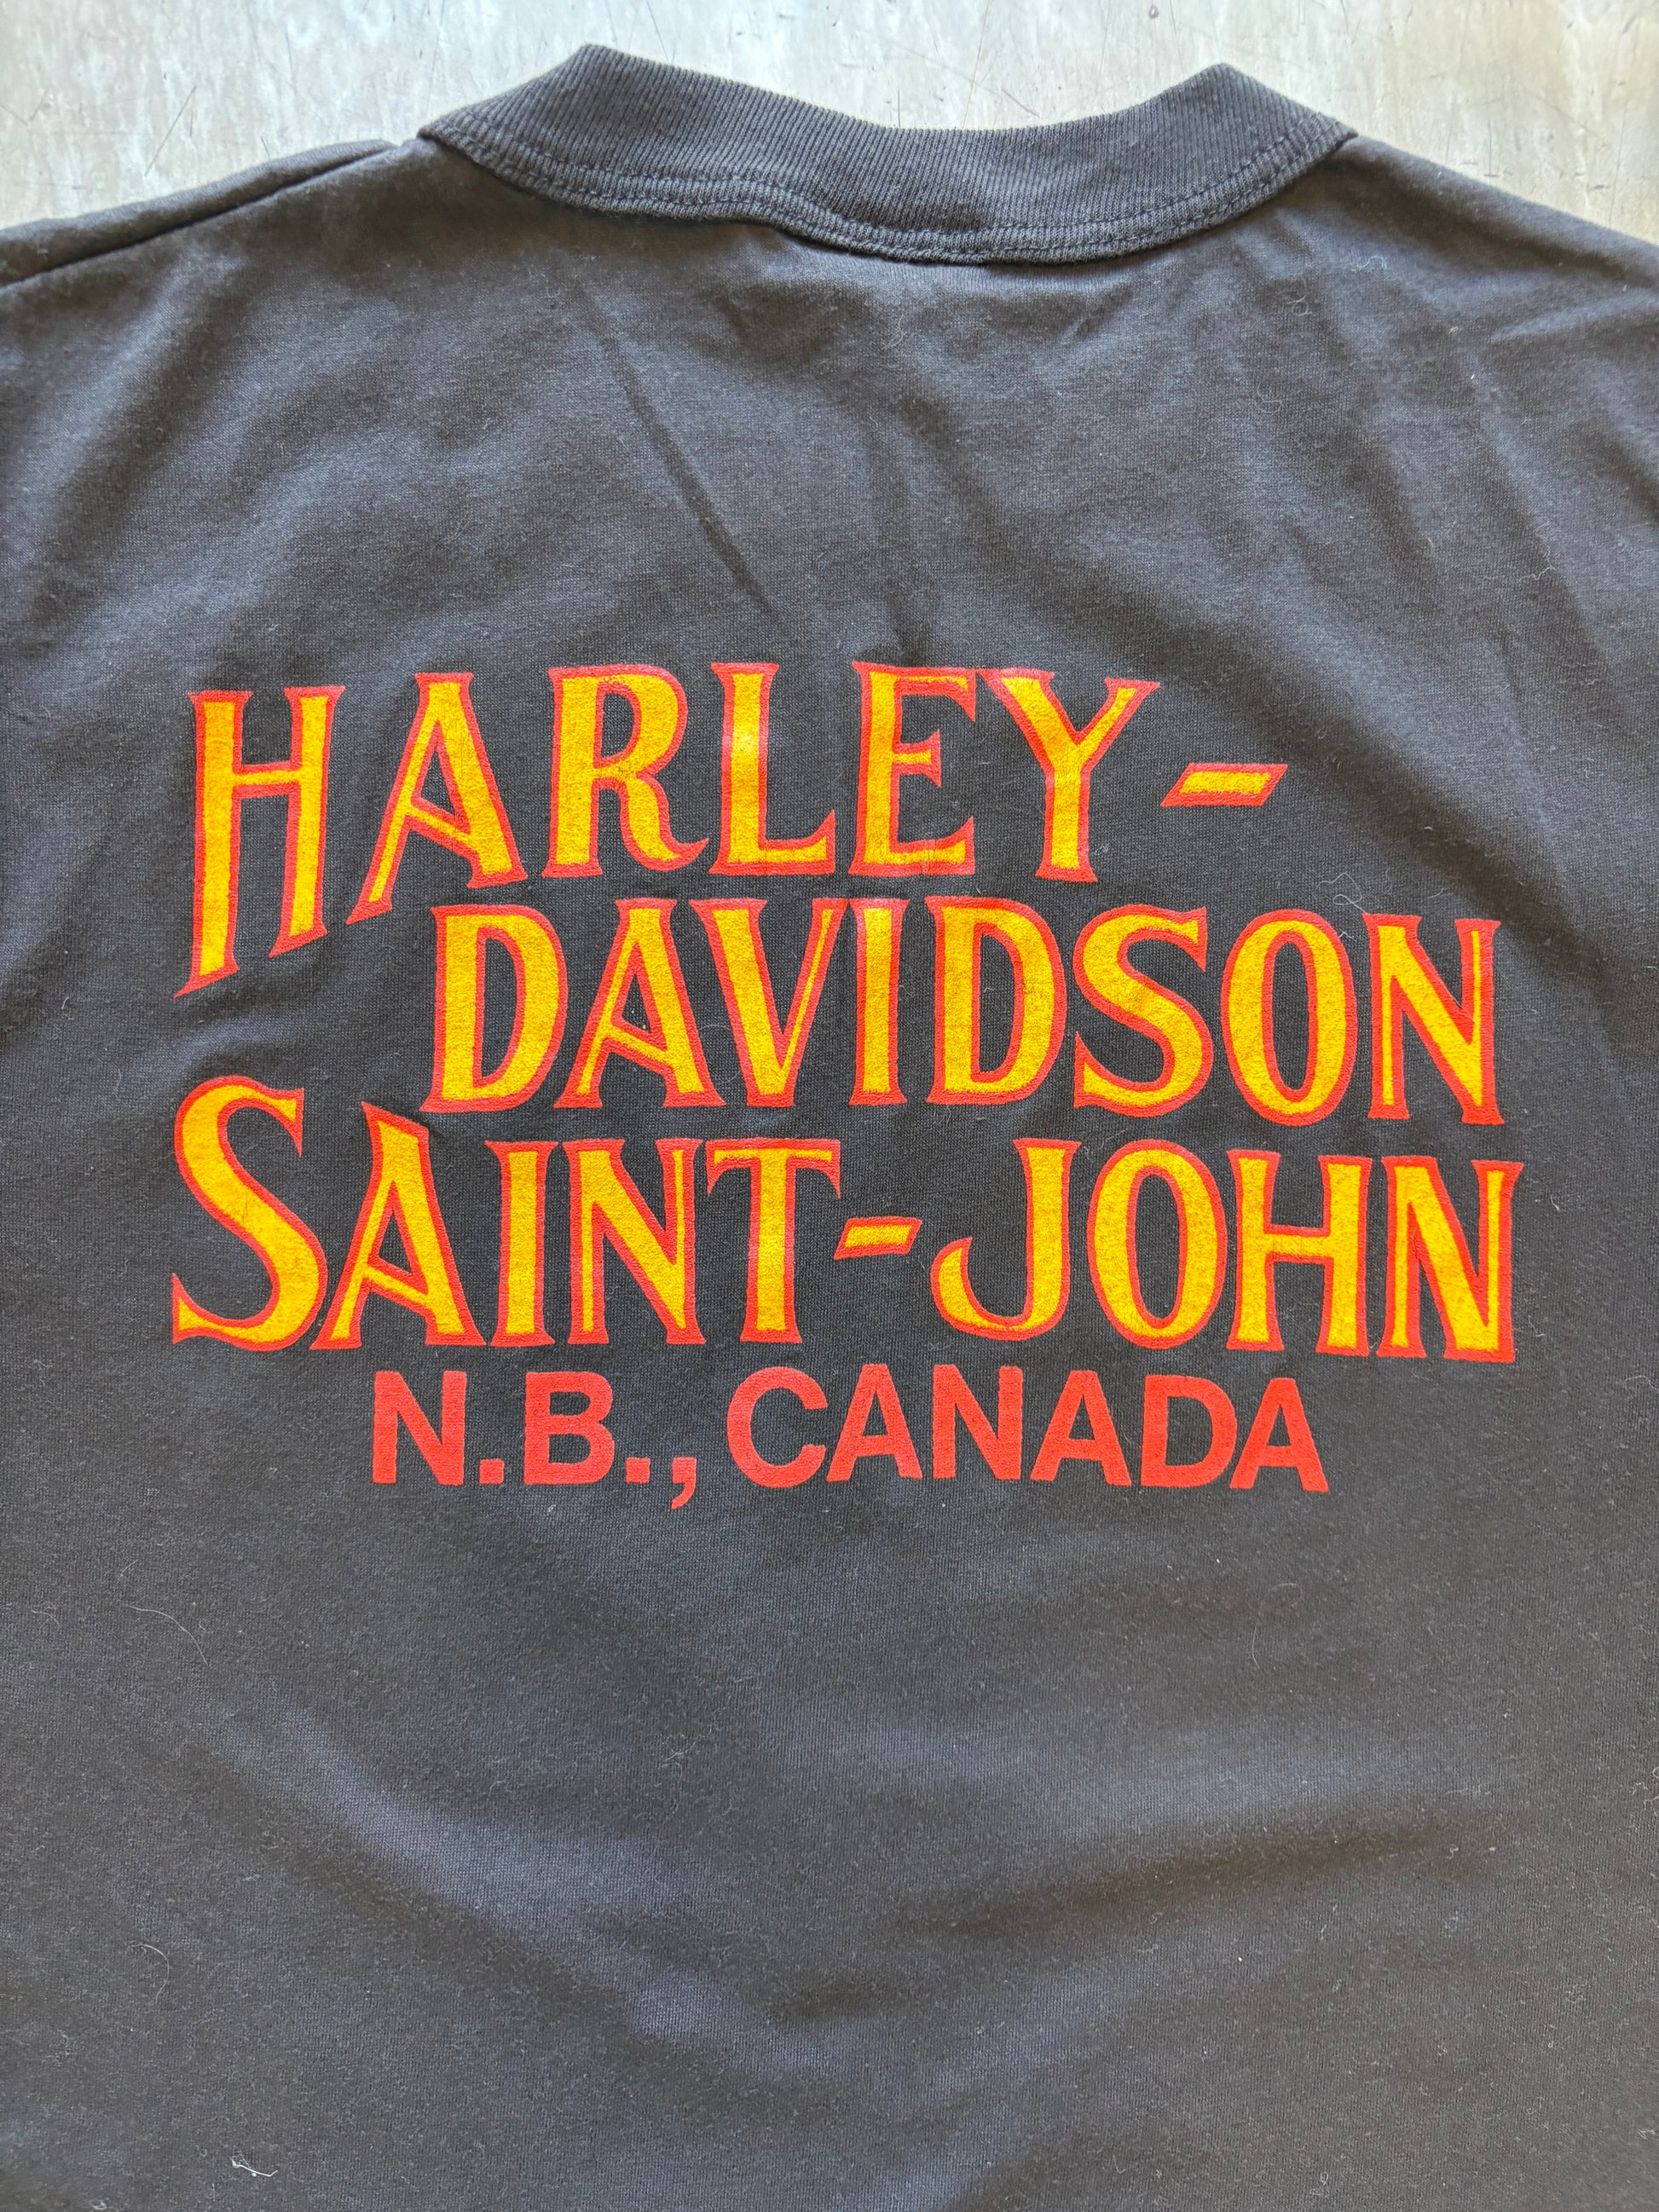 HARLEY-
DAVIDSON
SAINT-JOHN
N.B., CANADA